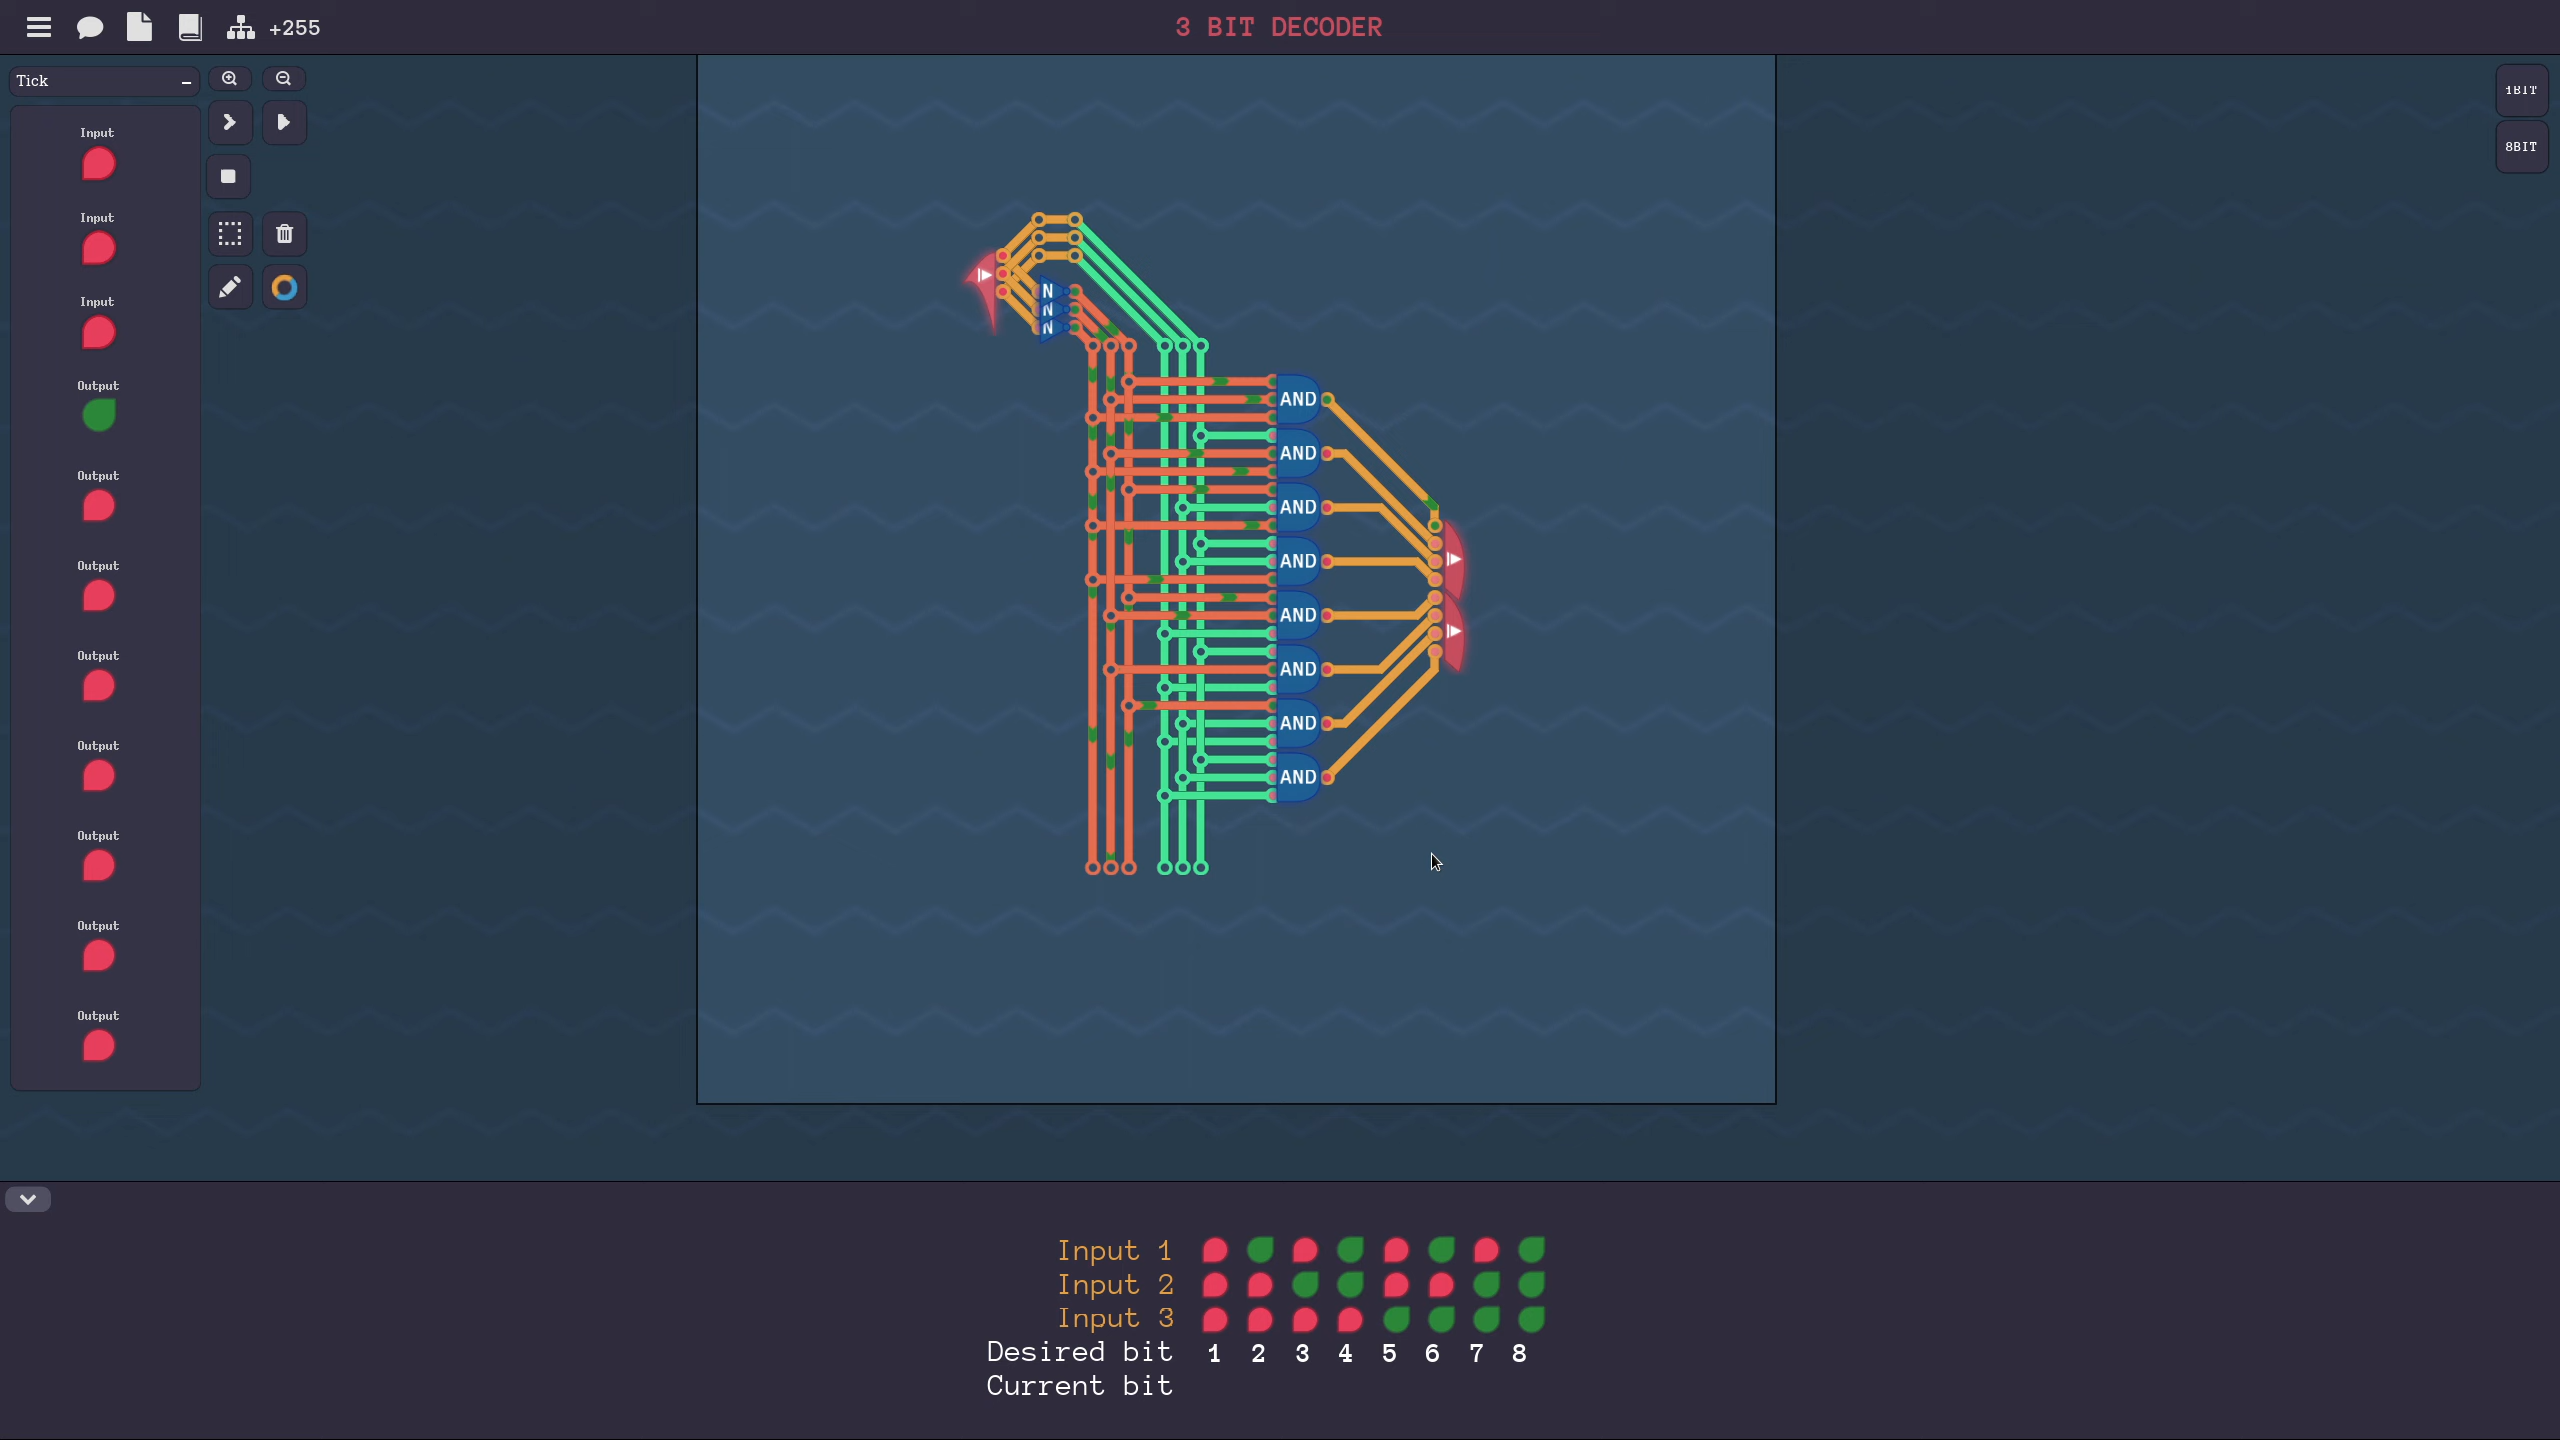 +255
3 BIT DECODER
Tick
1BIT
8BIT
Input
Input
Input
Output
Output
Output
Output
Output
Output
Output
Output
N
N
N
AND
AND
AND
AND
AND
AND
AND
AND
Input 1
Input 2
Input 3
Desired bit 1 2 3 4 5 6 7 8
Current bit